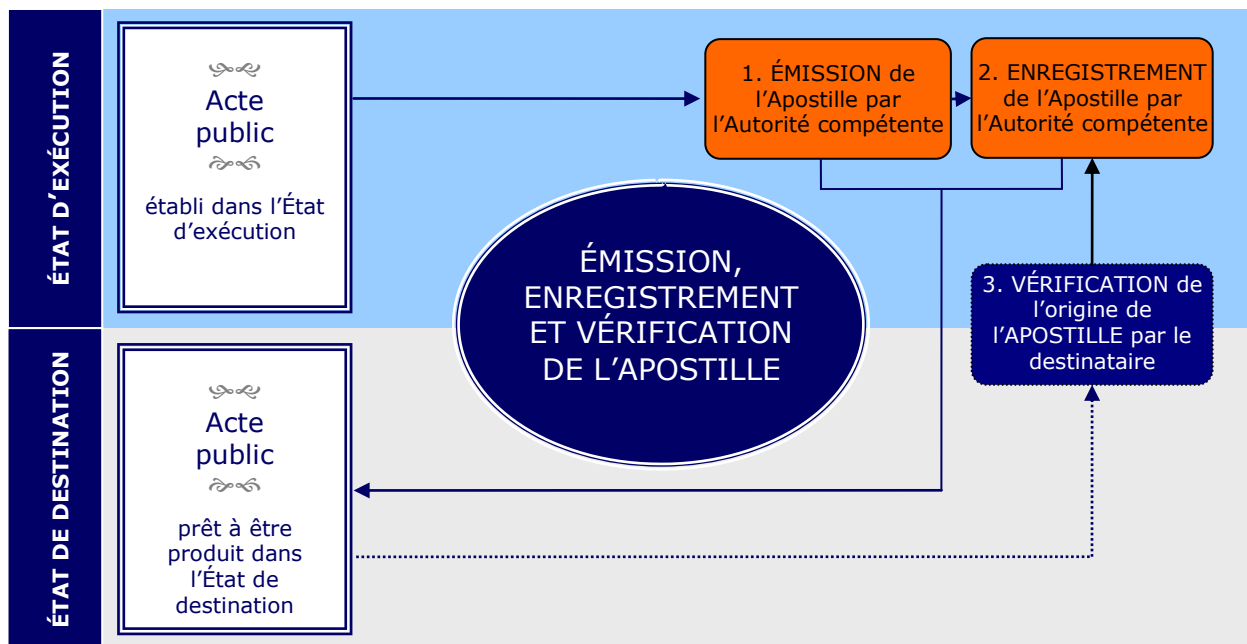 ÉTAT D’EXÉCUTION
Acte
public
établi dans l’État
d’exécution
1. ÉMISSION de
l’Apostille par
l’Autorité compétente
2. ENREGISTREMENT
de l’Apostille par
l’Autorité compétente
ÉMISSION,
ENREGISTREMENT
ET VÉRIFICATION
DE L’APOSTILLE
3. VÉRIFICATION de
l’origine de
l’APOSTILLE par le
destinataire
ÉTAT DE DESTINATION
Acte
public
prêt à être
produit dans
l’État de
destination